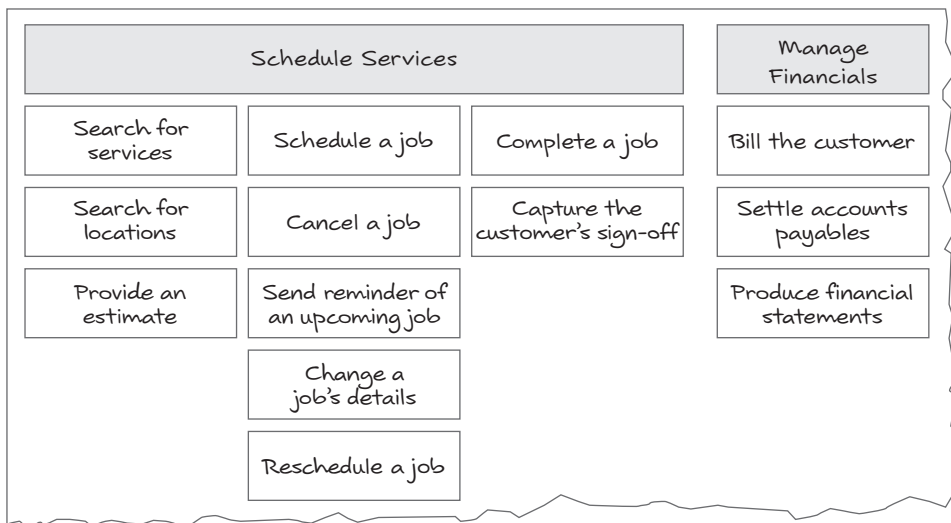 Schedule Services
Manage
Financials
Search for
services
Schedule a job
Complete a job
Bill the customer
Search for
locations
Cancel a job
Capture the
customer's sign-off
Settle accounts
payables
Provide an
estimate
Send reminder of
an upcoming job
Produce financial
statements
Change a
job's details
Reschedule a job